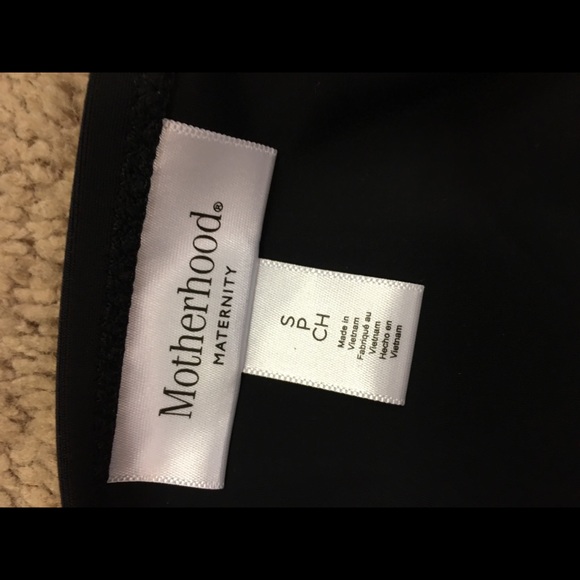 Motherhood®
MATERNITY
S
P
CH
Made in
Vietnam
Fabriqué au
Vietnam
Hecho en
Vietnam